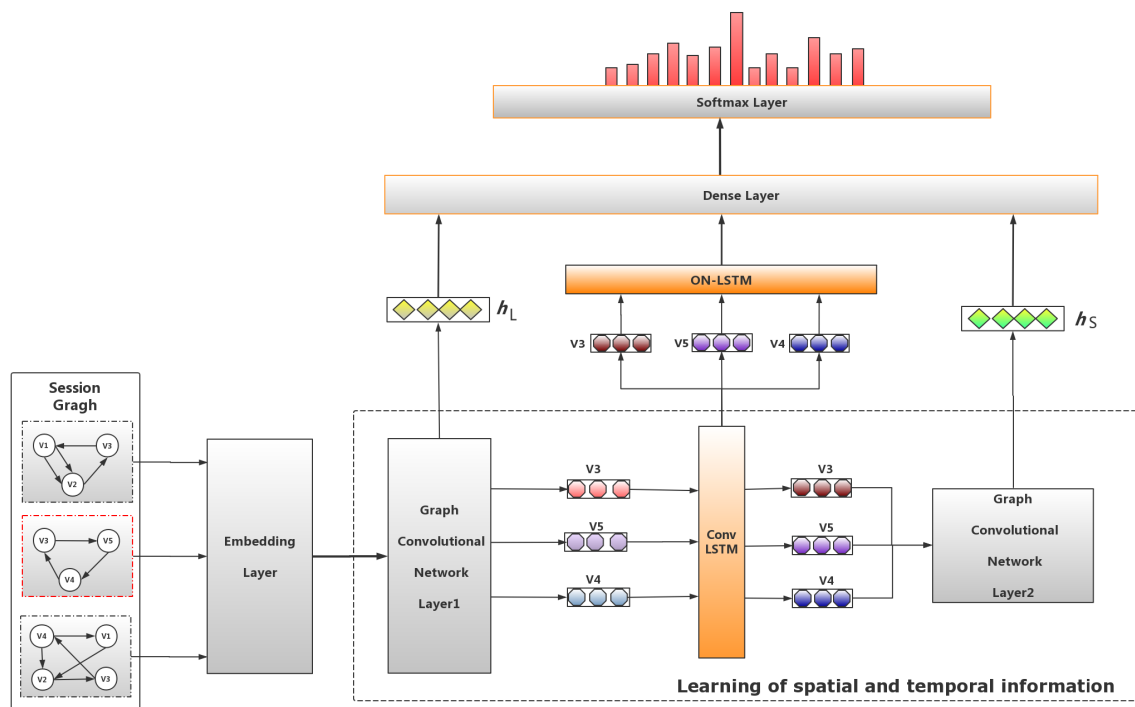 Softmax Layer
Dense Layer
ON-LSTM
hL
hS
V3
V5
V4
Session
Gragh
V1
V3
V2
V3
V5
V4
V4
V1
V2
V3
Embedding
Layer
Graph
Convolutional
Network
Layer1
V3
V5
V4
Conv
LSTM
V3
V5
V4
Graph
Convolutional
Network
Layer2
Learning of spatial and temporal information